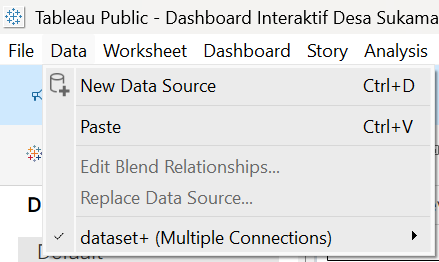 Tableau Public - Dashboard Interaktif Desa Sukama
File Data Worksheet Dashboard Story Analysis
New Data Source Ctrl+D
Paste Ctrl+V
Edit Blend Relationships...
Replace Data Source...
D
dataset+ (Multiple Connections)
Default